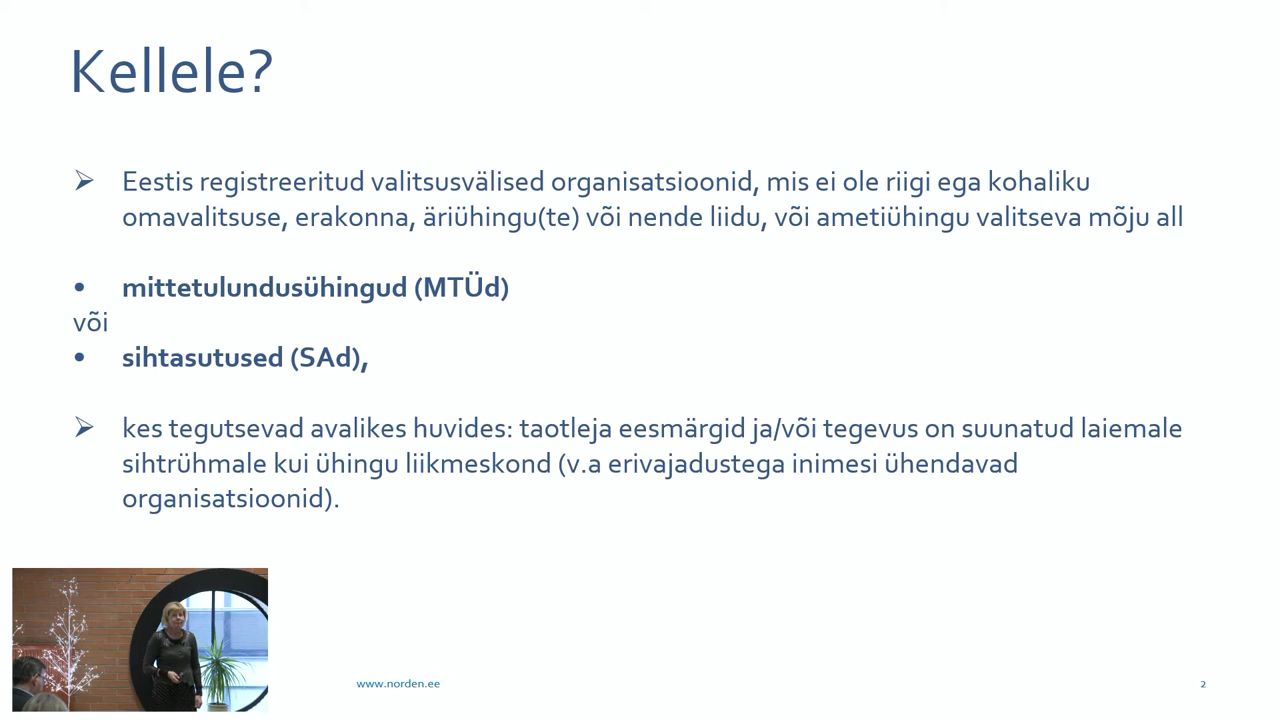 Kellele?
Eestis registreeritud valitsusvälised organisatsioonid, mis ei ole riigi ega kohaliku
omavalitsuse, erakonna, äriühingu(te) või nende liidu, või ametiühingu valitseva mõju all
• mittetulundusühingud (MTÜd)
või
• sihtasutused (SAd),
kes tegutsevad avalikes huvides: taotleja eesmärgid ja/või tegevus on suunatud laiemale
sihtrühmale kui ühingu liikmeskond (v.a erivajadustega inimesi ühendavad
organisatsioonid).
www.norden.ee
2